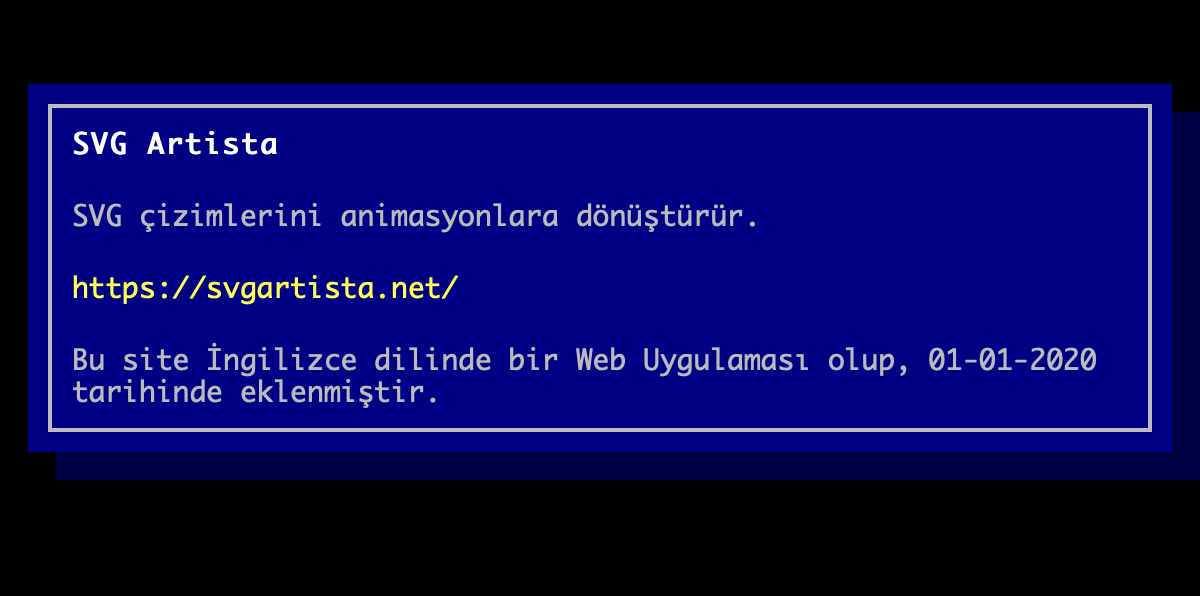 SVG Artista
SVG çizimlerini animasyonlara dönüştürür.
https://svgartista.net/
Bu site İngilizce dilinde bir Web Uygulaması olup, 01-01-2020
tarihinde eklenmiştir.